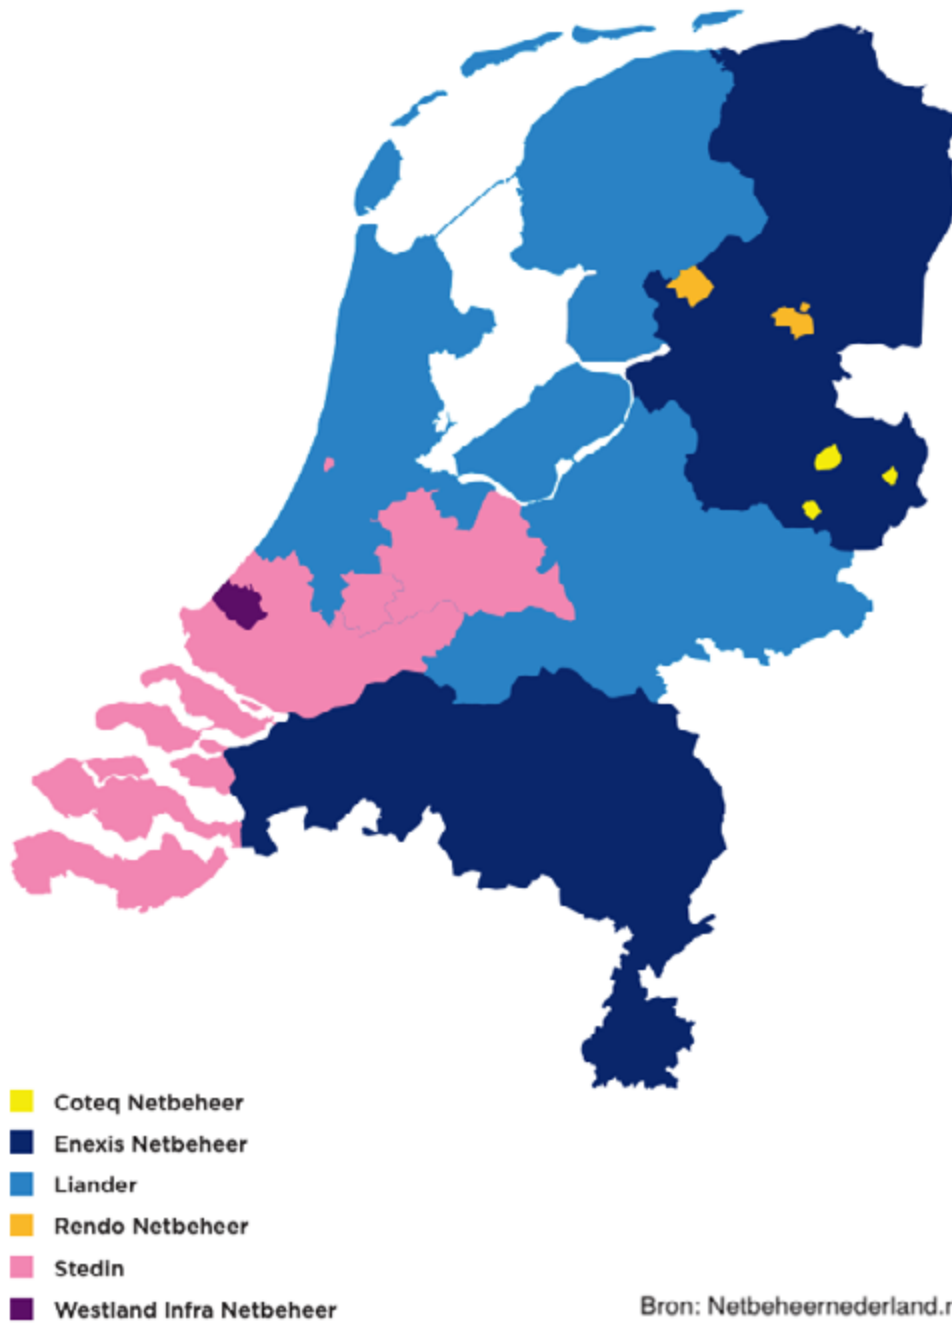 Coteq Netbeheer
Enexis Netbeheer
Liander
Rendo Netbeheer
StedIn
Westland Infra Netbeheer
Bron: Netbeheernederland.n